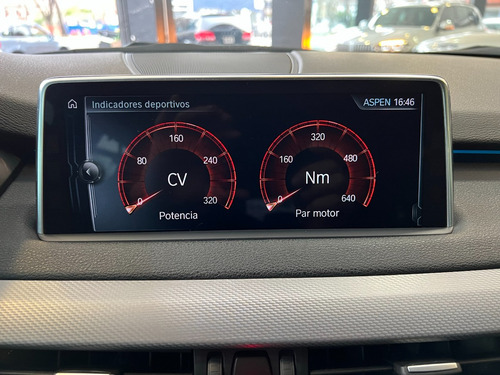 Indicadores deportivos
ASPEN 16:46
160
80
240
CV
0
320
Potencia
320
160
480
Nm
0
640
Par motor